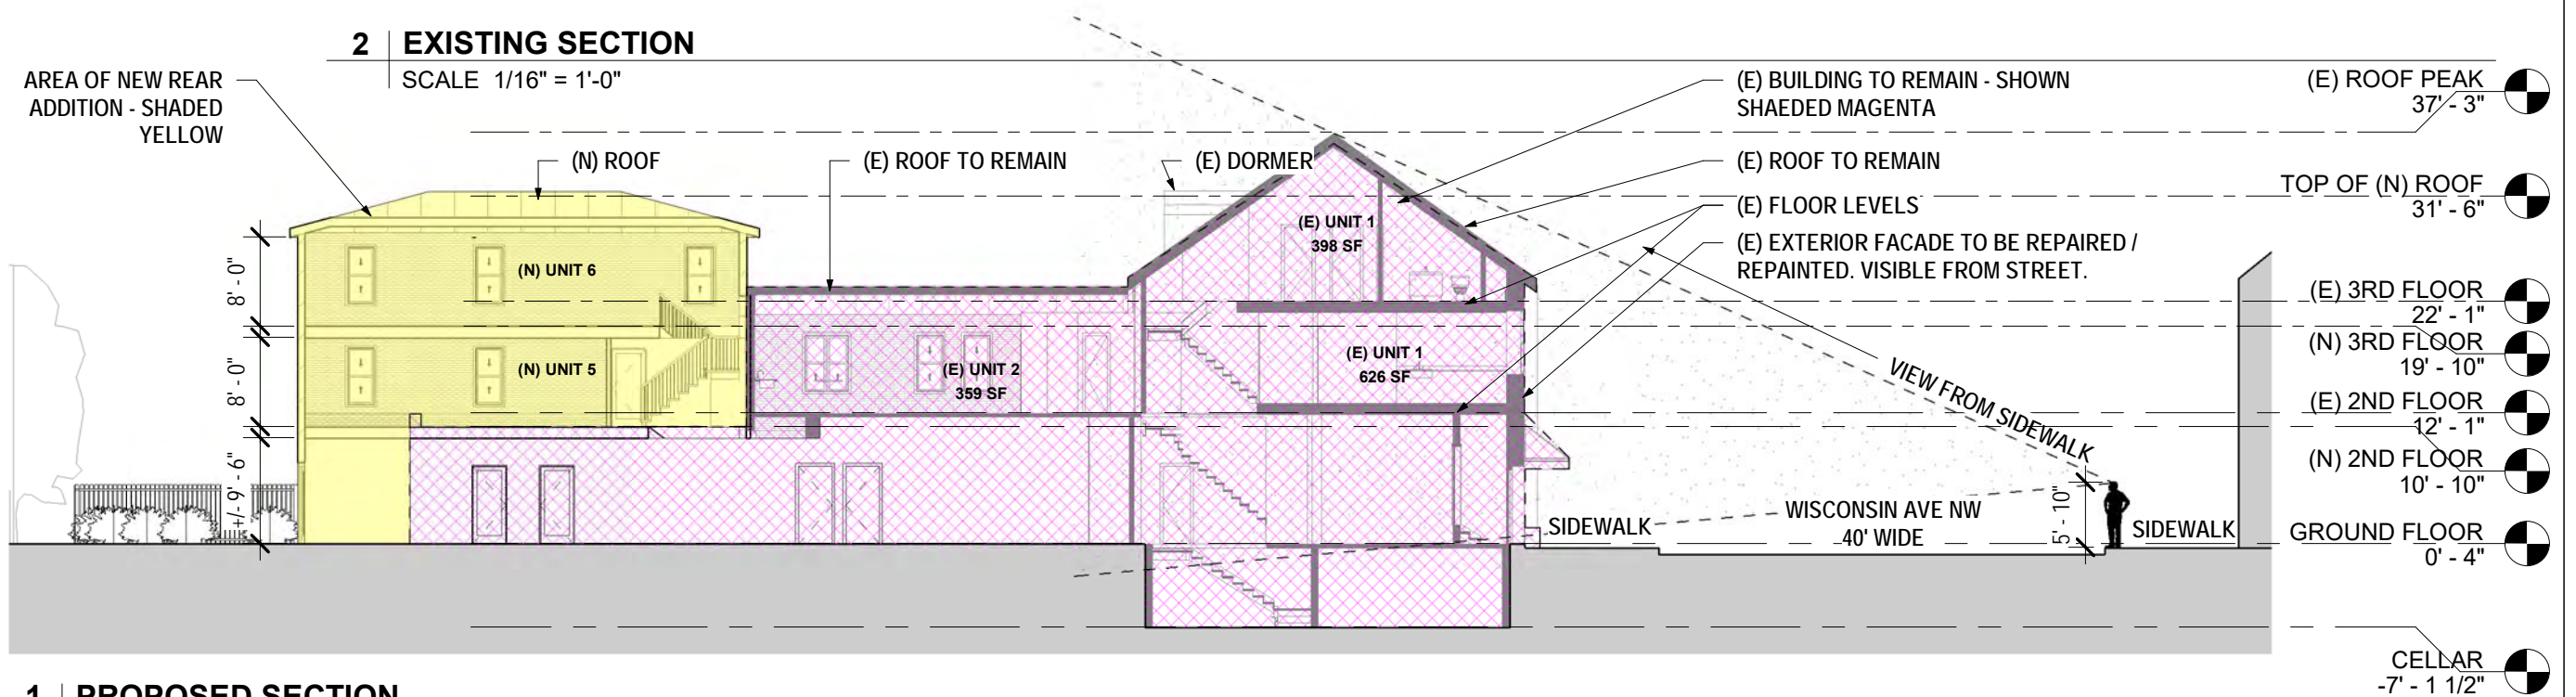 2 EXISTING SECTION
SCALE 1/16" = 1'-0"
AREA OF NEW REAR
ADDITION - SHADED
YELLOW
(N) ROOF
(E) ROOF TO REMAIN
(E) DORMER
(E) BUILDING TO REMAIN - SHOWN
SHAEDED MAGENTA
(E) ROOF TO REMAIN
(E) FLOOR LEVELS
(E) EXTERIOR FACADE TO BE REPAIRED /
REPAINTED. VISIBLE FROM STREET.
(E) ROOF PEAK
37' - 3"
TOP OF (N) ROOF
31' - 6"
(E) 3RD FLOOR
22' - 1"
(N) 3RD FLOOR
19' - 10"
(E) 2ND FLOOR
12' - 1"
(N) 2ND FLOOR
10' - 10"
GROUND FLOOR
0' - 4"
CELLAR
-7' - 1 1/2"
8' - 0"
8' - 0"
+/- 9' - 6"
(N) UNIT 6
(N) UNIT 5
(E) UNIT 2
359 SF
(E) UNIT 1
398 SF
(E) UNIT 1
626 SF
VIEW FROM SIDEWALK
SIDEWALK
WISCONSIN AVE NW
40' WIDE
5' - 10"
SIDEWALK
1 PROPOSED SECTION